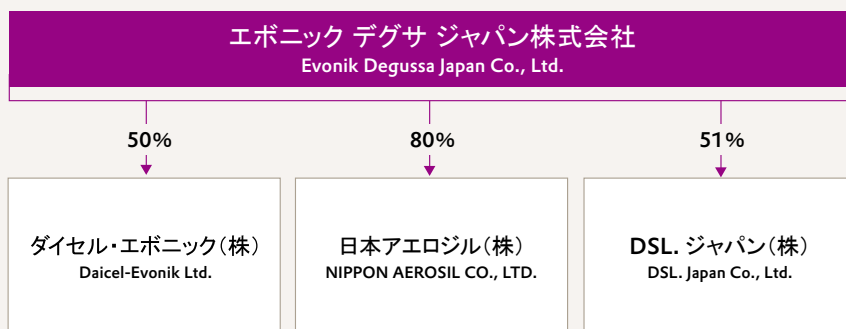 エボニック デグサ ジャパン株式会社
Evonik Degussa Japan Co., Ltd.
50%
80%
51%
ダイセル・エボニック(株)
Daicel-Evonik Ltd.
日本アエロジル(株)
NIPPON AEROSIL CO., LTD.
DSL. ジャパン(株)
DSL. Japan Co., Ltd.